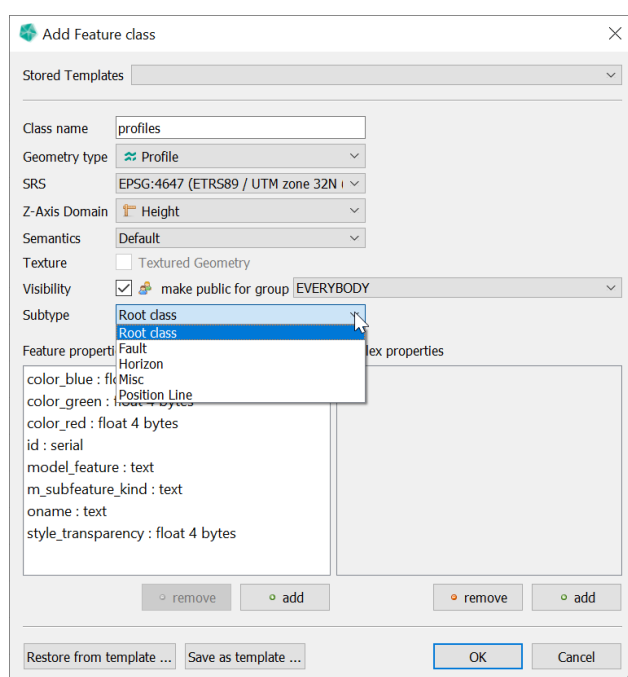 Add Feature class
Stored Templates
Class name profiles
Geometry type Profile
SRS EPSG:4647 (ETRS89 / UTM zone 32N
Z-Axis Domain Height
Semantics Default
Texture Textured Geometry
Visibility make public for group EVERYBODY
Subtype Root class
Root class
Fault
Horizon
Misc
Position Line
Feature properti lex properties
color_blue : fl
color_green : float 4 bytes
color_red : float 4 bytes
id : serial
model_feature : text
m_subfeature_kind : text
oname : text
style_transparency : float 4 bytes
remove add remove add
Restore from template ... Save as template ... OK Cancel